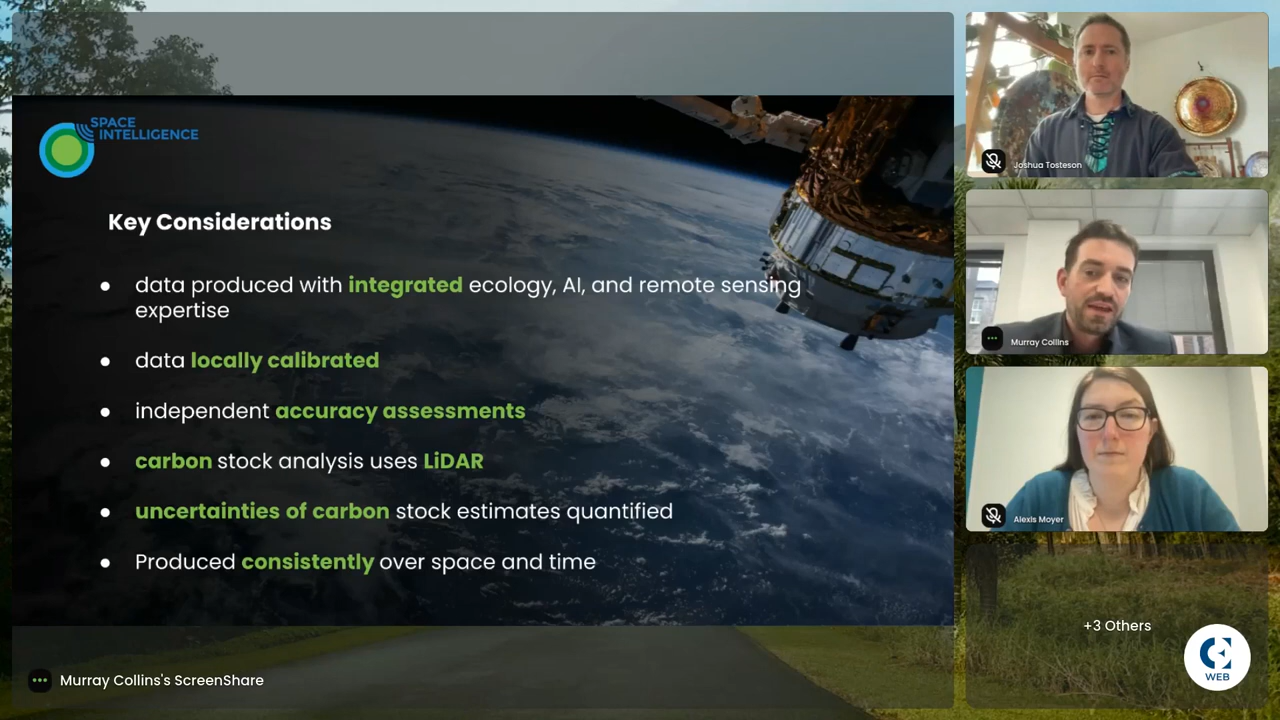 SPACE
INTELLIGENCE
Key Considerations
● data produced with integrated ecology, AI, and remote sensing
expertise
● data locally calibrated
● independent accuracy assessments
● carbon stock analysis uses LiDAR
● uncertainties of carbon stock estimates quantified
● Produced consistently over space and time
Murray Collins's ScreenShare
Joshua Tosteson
Murray Collins
Alexis Moyer
+3 Others
WEB